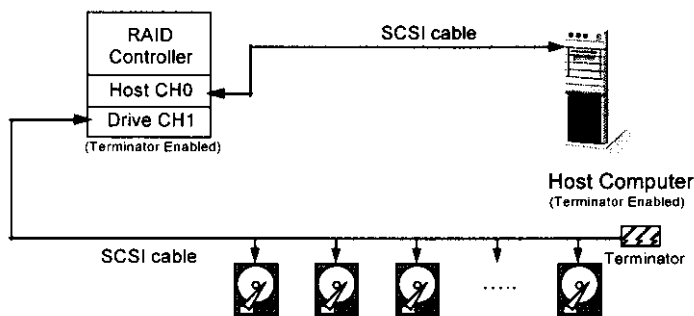 RAID
Controller
Host CH0
Drive CH1
(Terminator Enabled)
SCSI cable
Host Computer
(Terminator Enabled)
SCSI cable
Terminator
.....